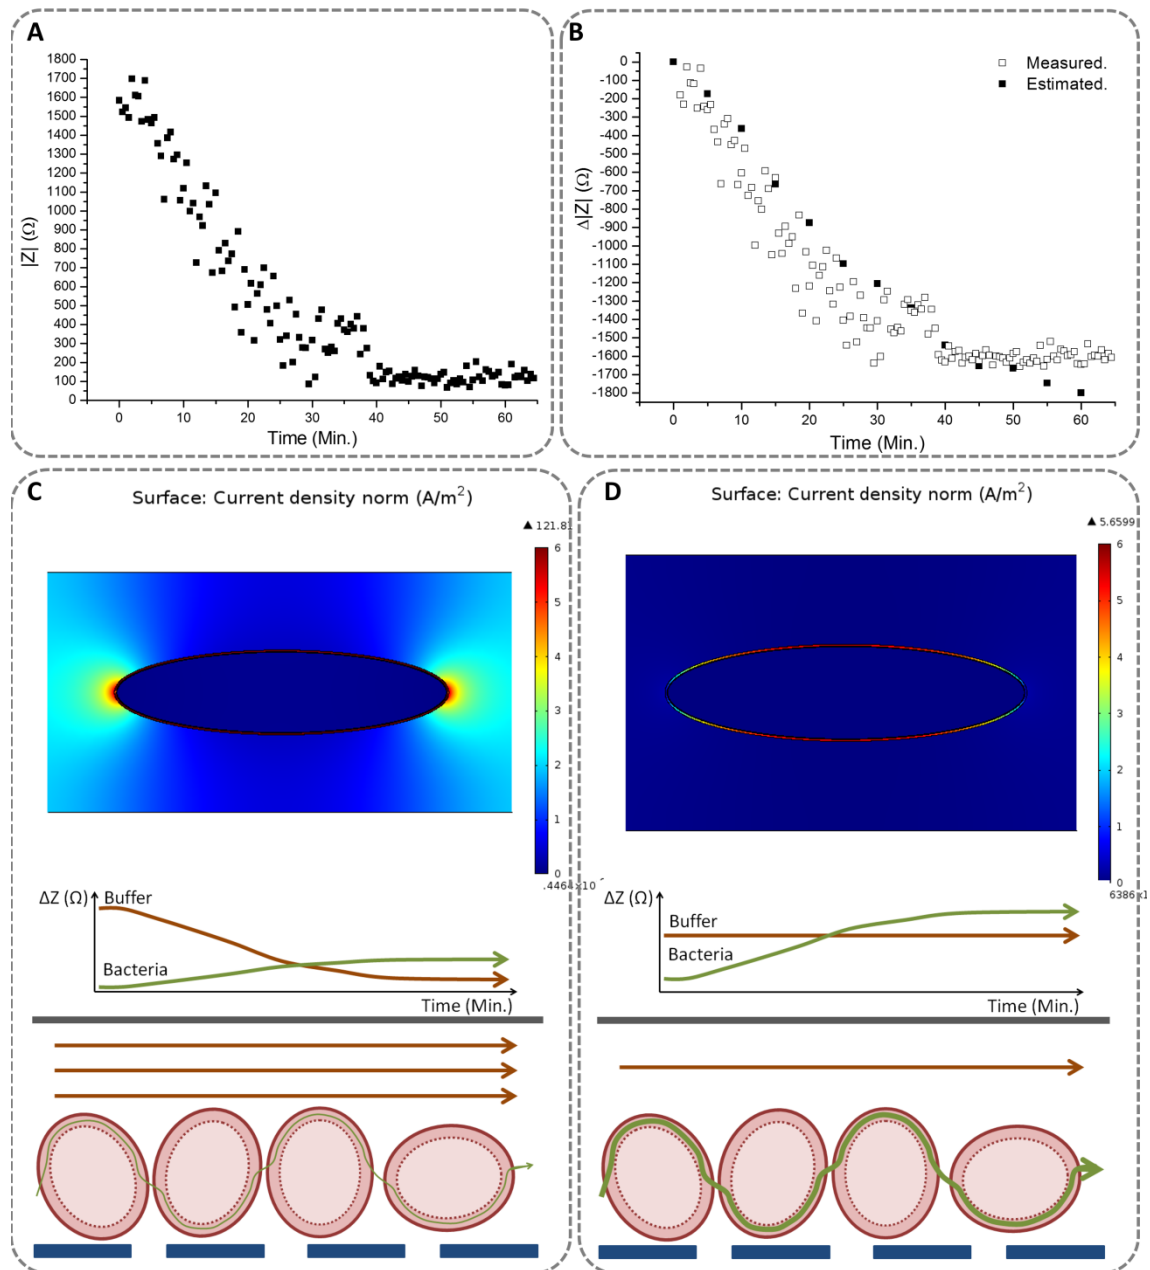 A
1800
1700
1600
1500
1400
1300
1200
1100
1000
900
800
700
600
500
400
300
200
100
0
|Z| (Ω)
0 10 20 30 40 50 60
Time (Min.)
B
0
-100
-200
-300
-400
-500
-600
-700
-800
-900
-1000
-1100
-1200
-1300
-1400
-1500
-1600
-1700
-1800
Δ|Z| (Ω)
Measured.
Estimated.
0 10 20 30 40 50 60
Time (Min.)
C
Surface: Current density norm (A/m²)
▲ 121.8
6
5
4
3
2
1
0
.4464×10
ΔZ (Ω)
Buffer
Bacteria
Time (Min.)
D
Surface: Current density norm (A/m²)
▲ 5.6599
6
5
4
3
2
1
0
6386×1
ΔZ (Ω)
Buffer
Bacteria
Time (Min.)